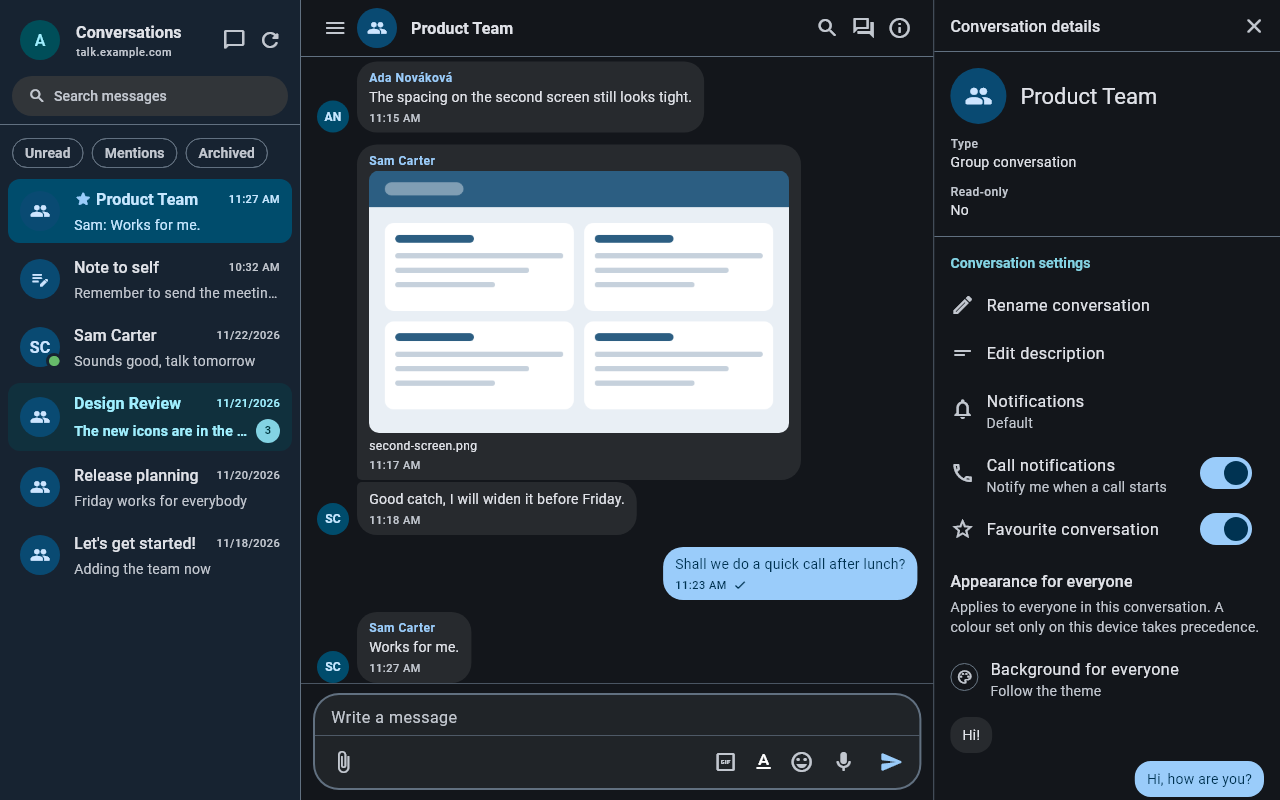 A
Conversations
talk.example.com
Search messages
Unread
Mentions
Archived
Product Team
11:27 AM
Sam: Works for me.
Note to self
10:32 AM
Remember to send the meetin…
SC
Sam Carter
11/22/2026
Sounds good, talk tomorrow
Design Review
11/21/2026
The new icons are in the …
3
Release planning
11/20/2026
Friday works for everybody
Let's get started!
11/18/2026
Adding the team now
Product Team
Ada Nováková
The spacing on the second screen still looks tight.
11:15 AM
AN
Sam Carter
second-screen.png
11:17 AM
Good catch, I will widen it before Friday.
11:18 AM
SC
Shall we do a quick call after lunch?
11:23 AM
Sam Carter
Works for me.
11:27 AM
SC
Write a message
GIF
A
Conversation details
Product Team
Type
Group conversation
Read-only
No
Conversation settings
Rename conversation
Edit description
Notifications
Default
Call notifications
Notify me when a call starts
Favourite conversation
Appearance for everyone
Applies to everyone in this conversation. A
colour set only on this device takes precedence.
Background for everyone
Follow the theme
Hi!
Hi, how are you?